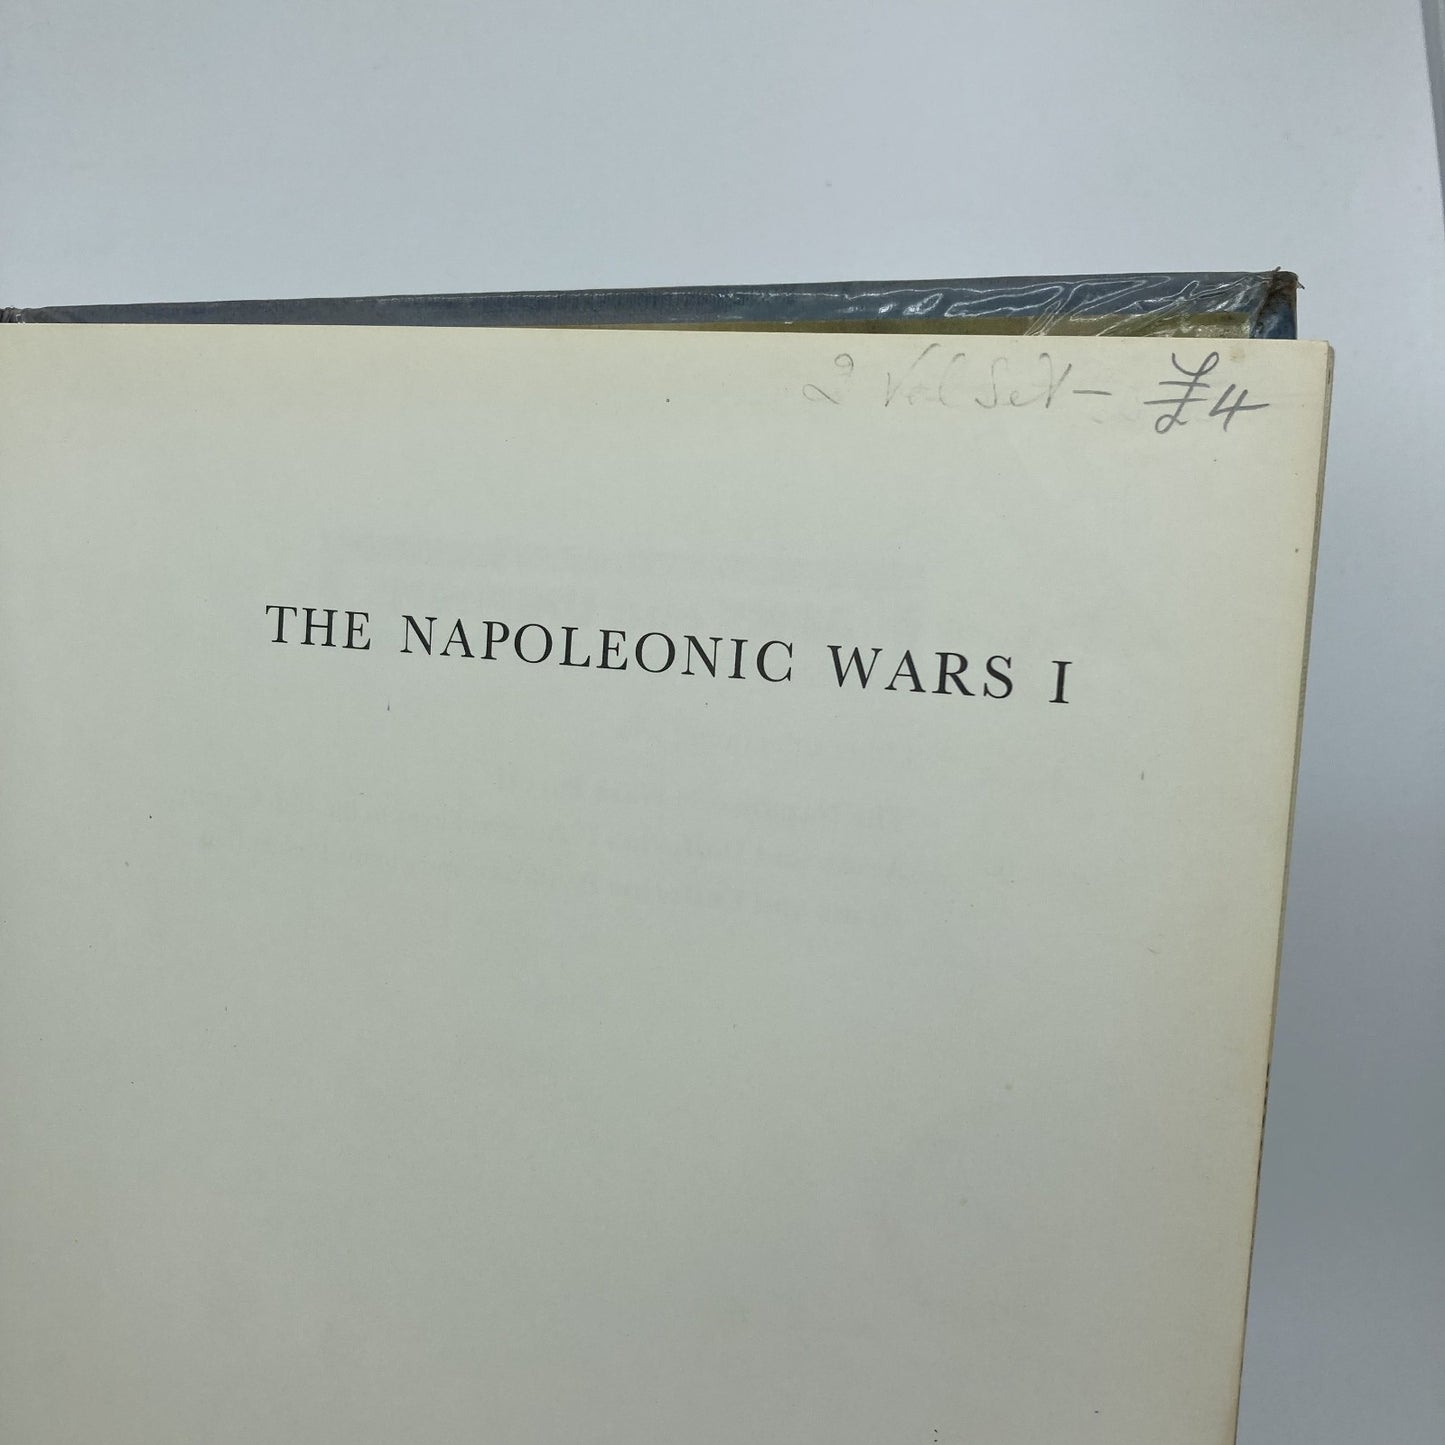 2 Vol Set - £4
THE NAPOLEONIC WARS I